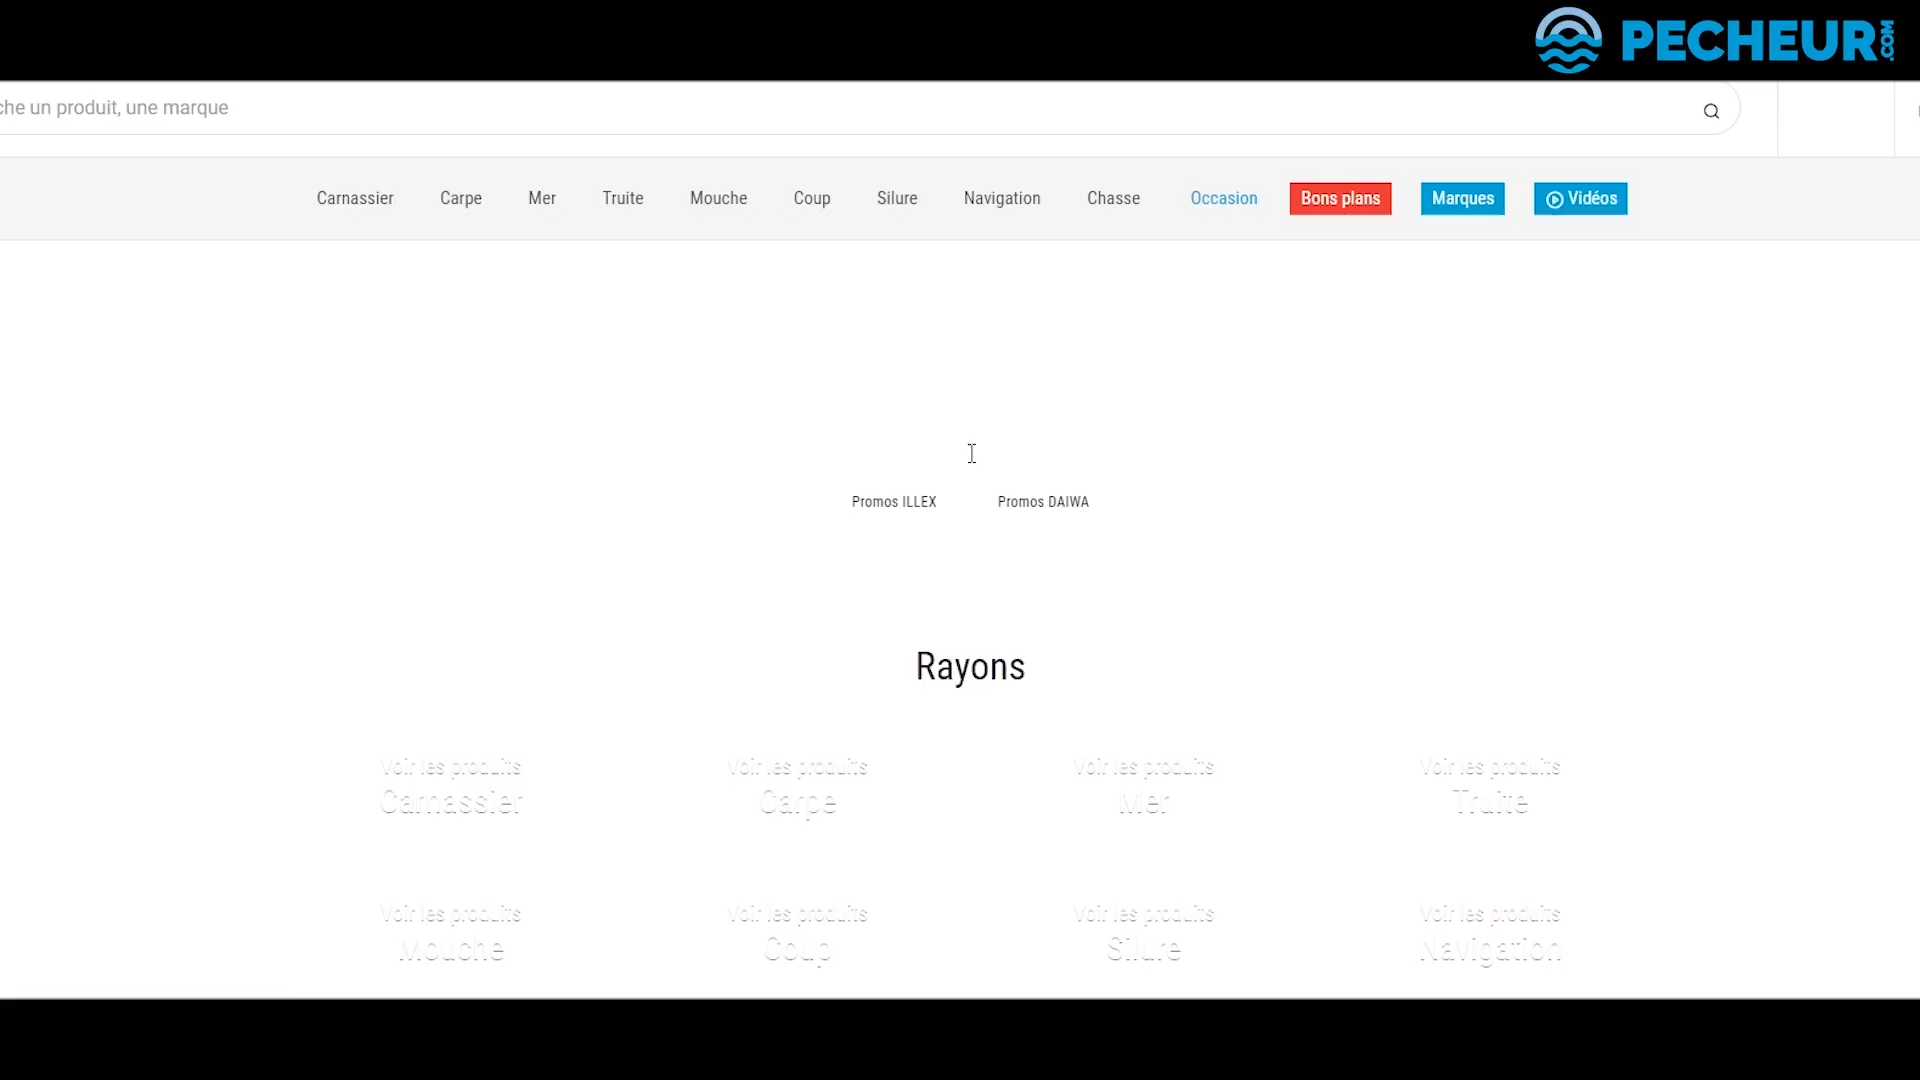 PECHEUR.COM
che un produit, une marque
Carnassier Carpe Mer Truite Mouche Coup Silure Navigation Chasse Occasion Bons plans Marques Vidéos
Promos ILLEX Promos DAIWA
Rayons
Voir les produits Voir les produits Voir les produits Voir les produits
Carnassier Carpe Mer Truite
Voir les produits Voir les produits Voir les produits Voir les produits
Mouche Coup Silure Navigation